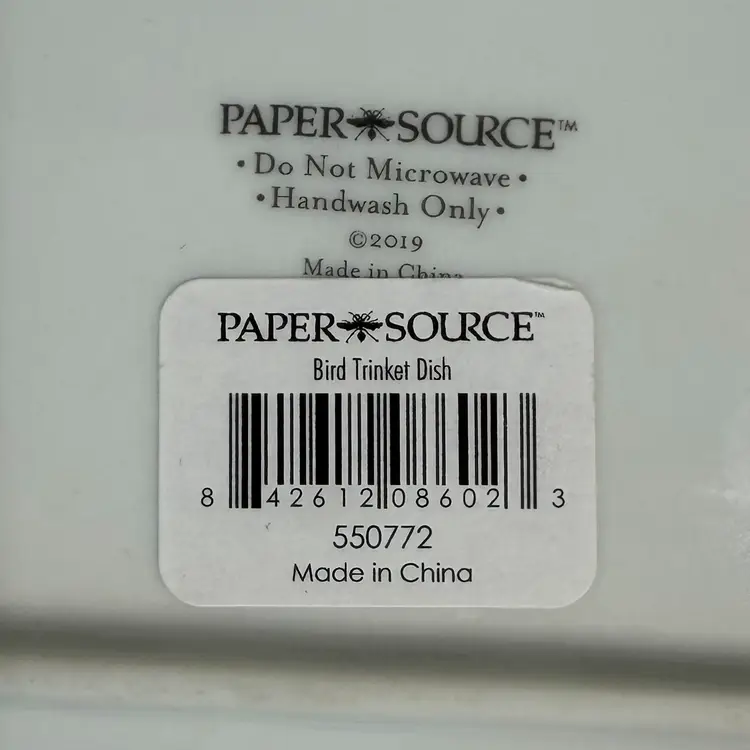 PAPER SOURCE™
• Do Not Microwave •
• Handwash Only •
©2019
Made in China
PAPER SOURCE™
Bird Trinket Dish
8 42612 08602 3
550772
Made in China